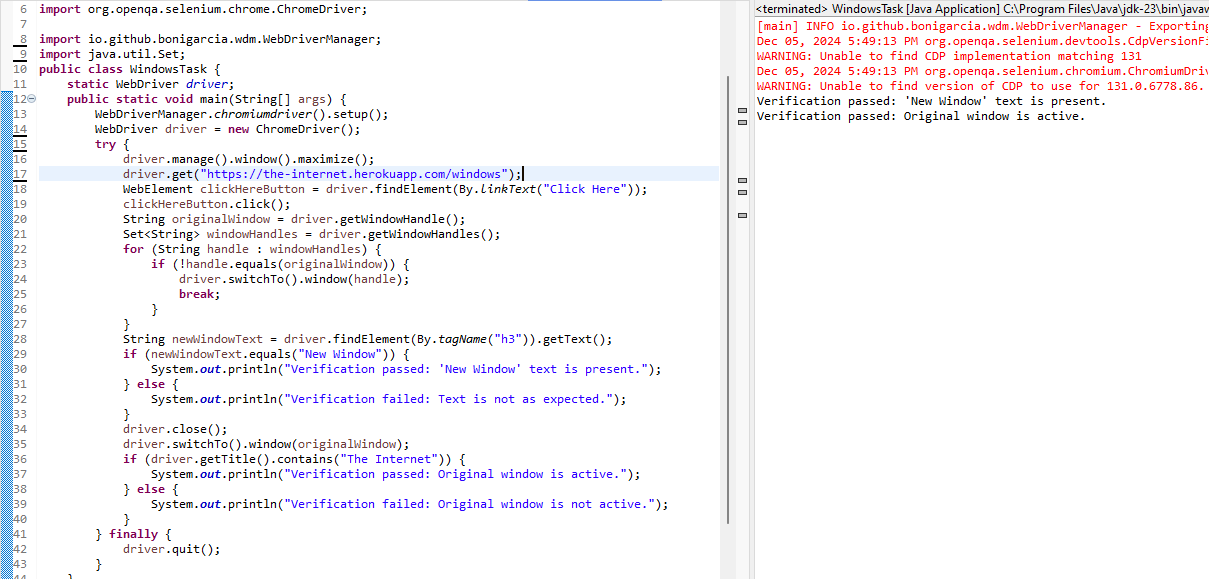 6 import org.openqa.selenium.chrome.ChromeDriver;
7
8 import io.github.bonigarcia.wdm.WebDriverManager;
9 import java.util.Set;
10 public class WindowsTask {
11     static WebDriver driver;
12     public static void main(String[] args) {
13         WebDriverManager.chromiumdriver().setup();
14         WebDriver driver = new ChromeDriver();
15         try {
16             driver.manage().window().maximize();
17             driver.get("https://the-internet.herokuapp.com/windows");
18             WebElement clickHereButton = driver.findElement(By.linkText("Click Here"));
19             clickHereButton.click();
20             String originalWindow = driver.getWindowHandle();
21             Set<String> windowHandles = driver.getWindowHandles();
22             for (String handle : windowHandles) {
23                 if (!handle.equals(originalWindow)) {
24                     driver.switchTo().window(handle);
25                     break;
26                 }
27             }
28             String newWindowText = driver.findElement(By.tagName("h3")).getText();
29             if (newWindowText.equals("New Window")) {
30                 System.out.println("Verification passed: 'New Window' text is present.");
31             } else {
32                 System.out.println("Verification failed: Text is not as expected.");
33             }
34             driver.close();
35             driver.switchTo().window(originalWindow);
36             if (driver.getTitle().contains("The Internet")) {
37                 System.out.println("Verification passed: Original window is active.");
38             } else {
39                 System.out.println("Verification failed: Original window is not active.");
40             }
41         } finally {
42             driver.quit();
43         }
44     }
<terminated> WindowsTask [Java Application] C:\Program Files\Java\jdk-23\bin\javaw
[main] INFO io.github.bonigarcia.wdm.WebDriverManager - Exporting
Dec 05, 2024 5:49:13 PM org.openqa.selenium.devtools.CdpVersionFi
WARNING: Unable to find CDP implementation matching 131
Dec 05, 2024 5:49:13 PM org.openqa.selenium.chromium.ChromiumDriv
WARNING: Unable to find version of CDP to use for 131.0.6778.86.
Verification passed: 'New Window' text is present.
Verification passed: Original window is active.